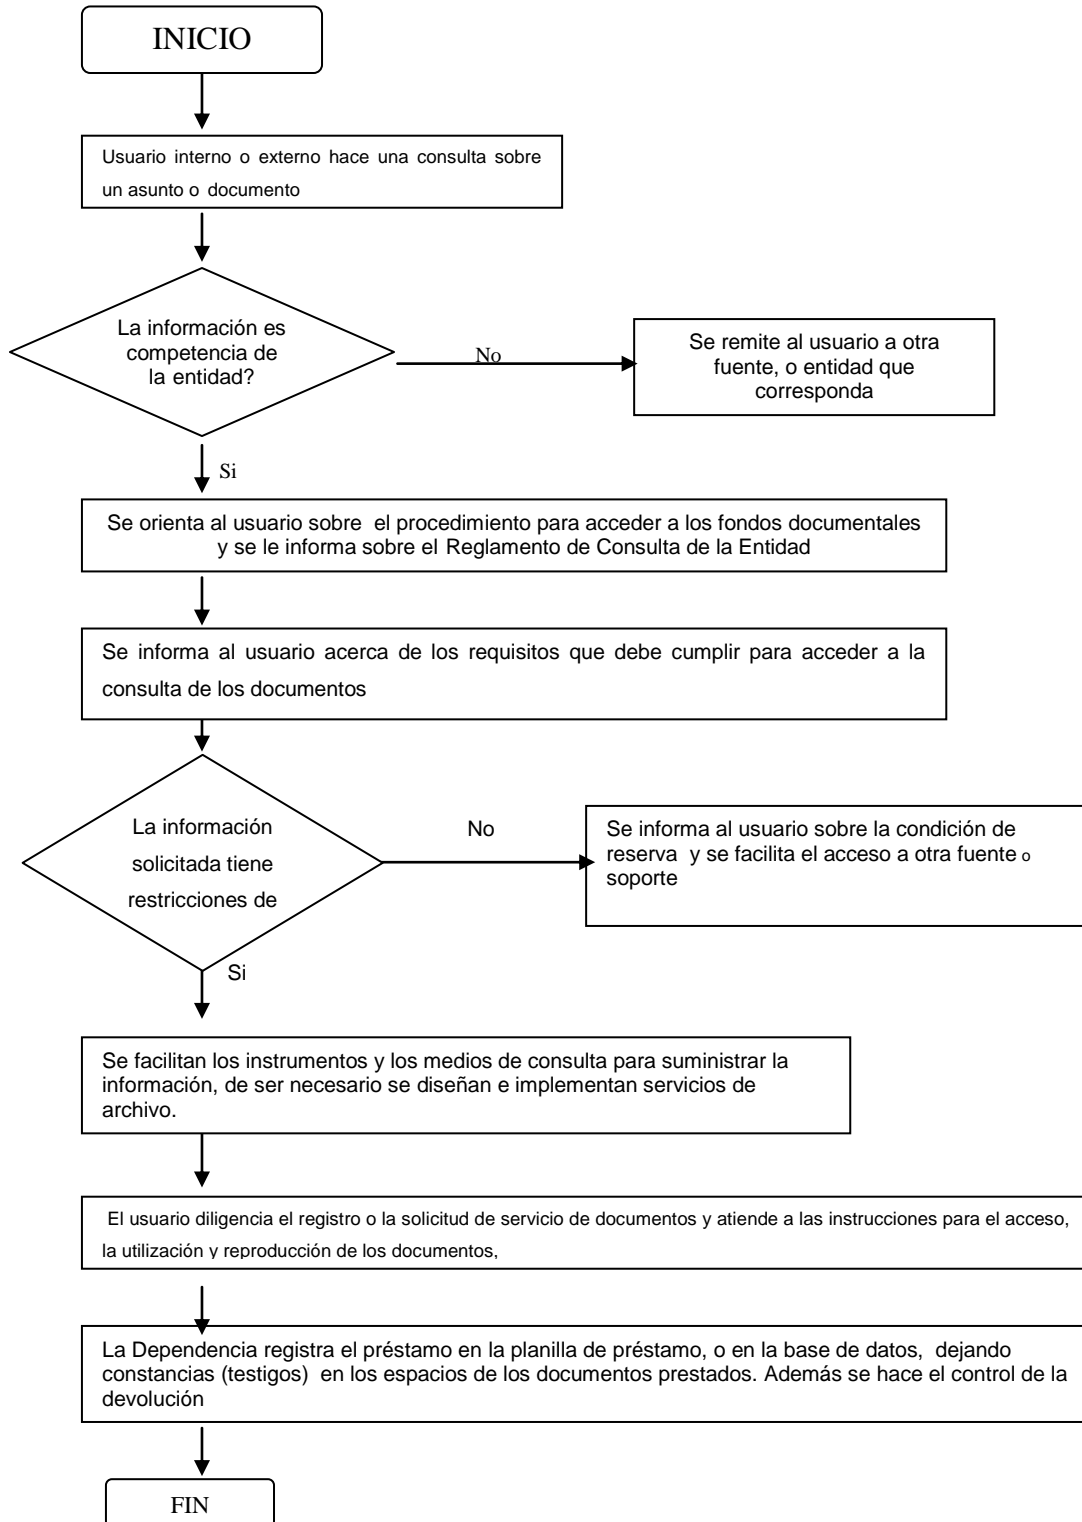 INICIO
Usuario interno o externo hace una consulta sobre
un asunto o documento
La información es
competencia de
la entidad?
No
Se remite al usuario a otra
fuente, o entidad que
corresponda
Si
Se orienta al usuario sobre el procedimiento para acceder a los fondos documentales
y se le informa sobre el Reglamento de Consulta de la Entidad
Se informa al usuario acerca de los requisitos que debe cumplir para acceder a la
consulta de los documentos
La información
solicitada tiene
restricciones de
No
Se informa al usuario sobre la condición de
reserva y se facilita el acceso a otra fuente o
soporte
Si
Se facilitan los instrumentos y los medios de consulta para suministrar la
información, de ser necesario se diseñan e implementan servicios de
archivo.
El usuario diligencia el registro o la solicitud de servicio de documentos y atiende a las instrucciones para el acceso,
la utilización y reproducción de los documentos,
La Dependencia registra el préstamo en la planilla de préstamo, o en la base de datos, dejando
constancias (testigos) en los espacios de los documentos prestados. Además se hace el control de la
devolución
FIN